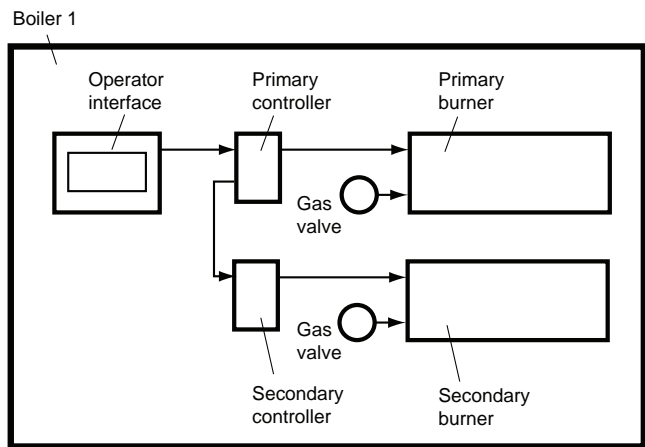 Boiler 1
Operator
interface
Primary
controller
Primary
burner
Gas
valve
Gas
valve
Secondary
controller
Secondary
burner